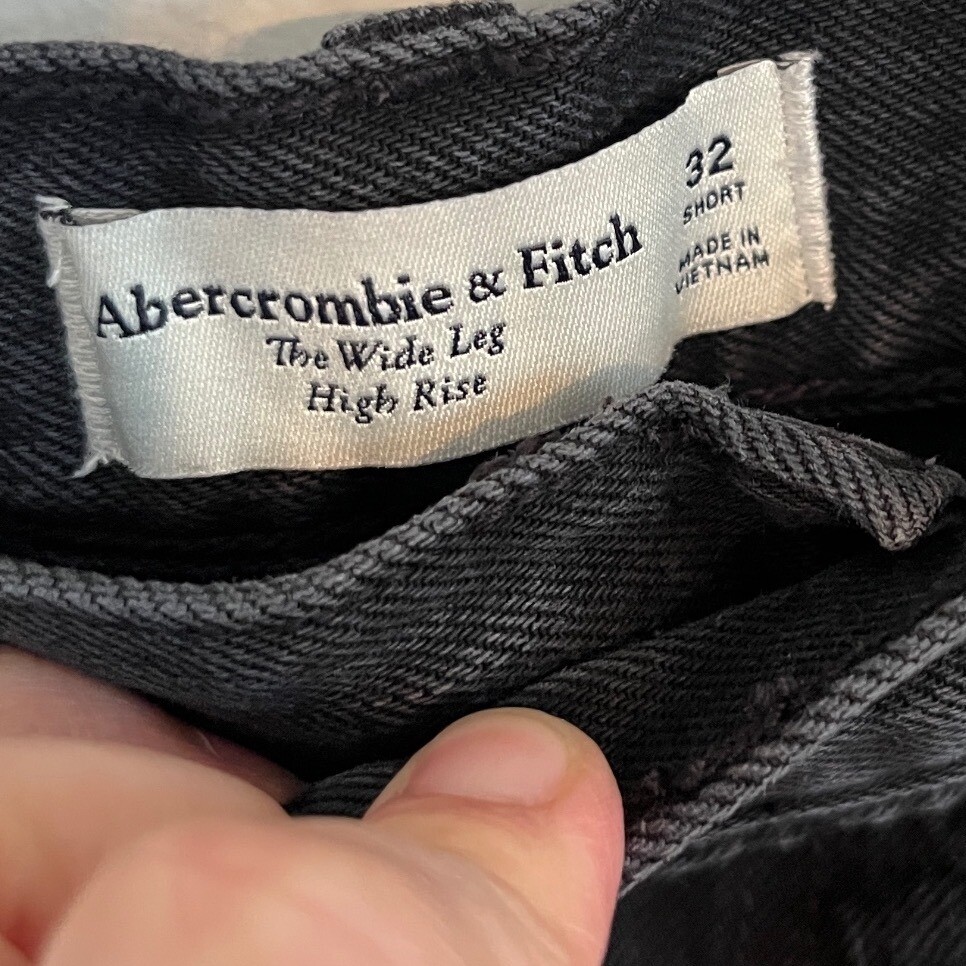 Abercrombie & Fitch
The Wide Leg
High Rise
32
SHORT
MADE IN
VIETNAM